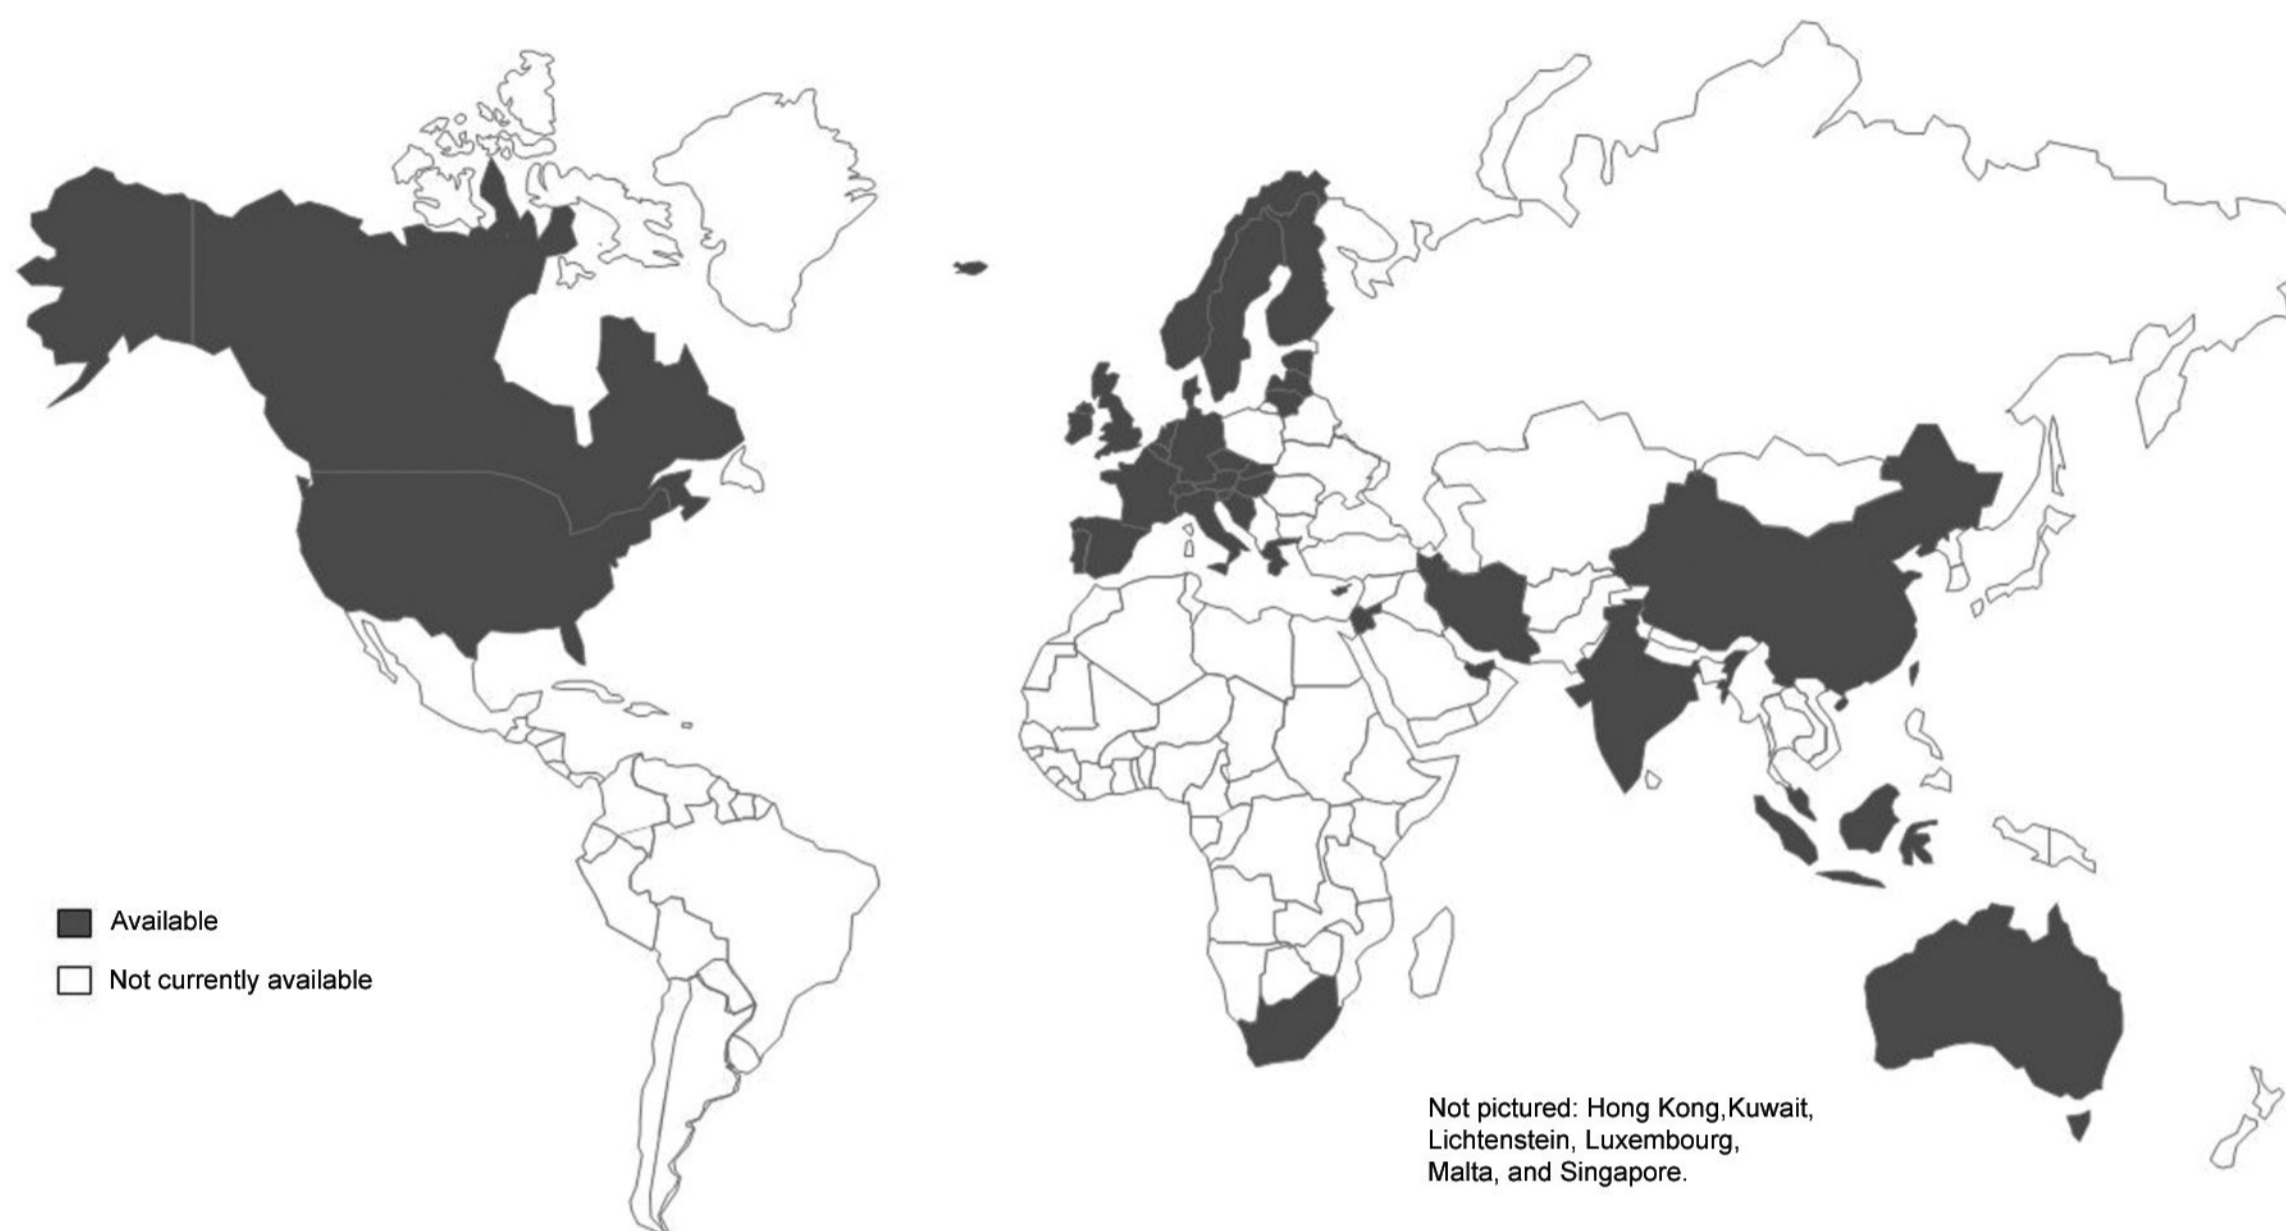 Available
Not currently available
Not pictured: Hong Kong,Kuwait,
Lichtenstein, Luxembourg,
Malta, and Singapore.